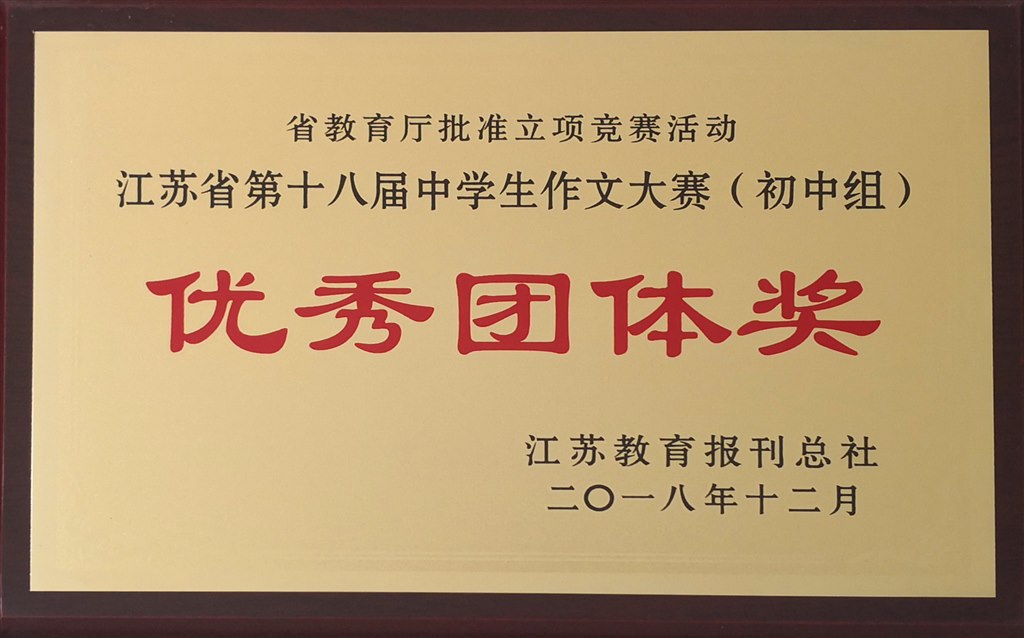 省教育厅批准立项竞赛活动
江苏省第十八届中学生作文大赛（初中组）
优秀团体奖
江苏教育报刊总社
二〇一八年十二月